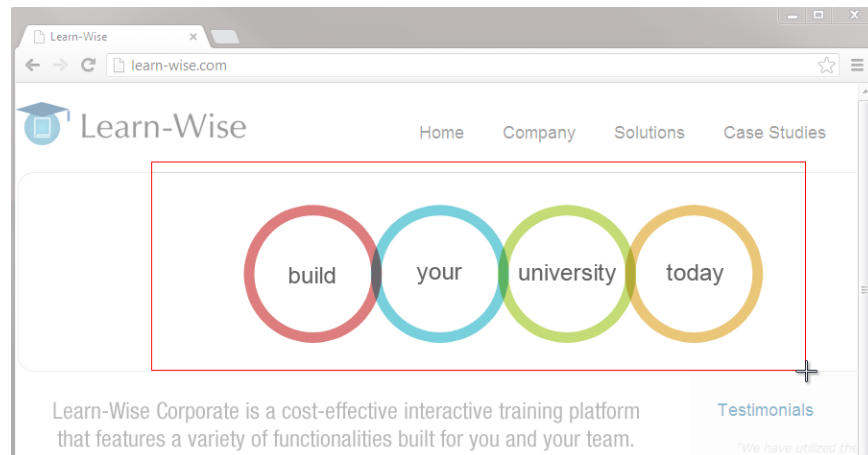 Learn-Wise
learn-wise.com
Learn-Wise
Home Company Solutions Case Studies
build your university today
Learn-Wise Corporate is a cost-effective interactive training platform
that features a variety of functionalities built for you and your team.
Testimonials
"We have utilized the